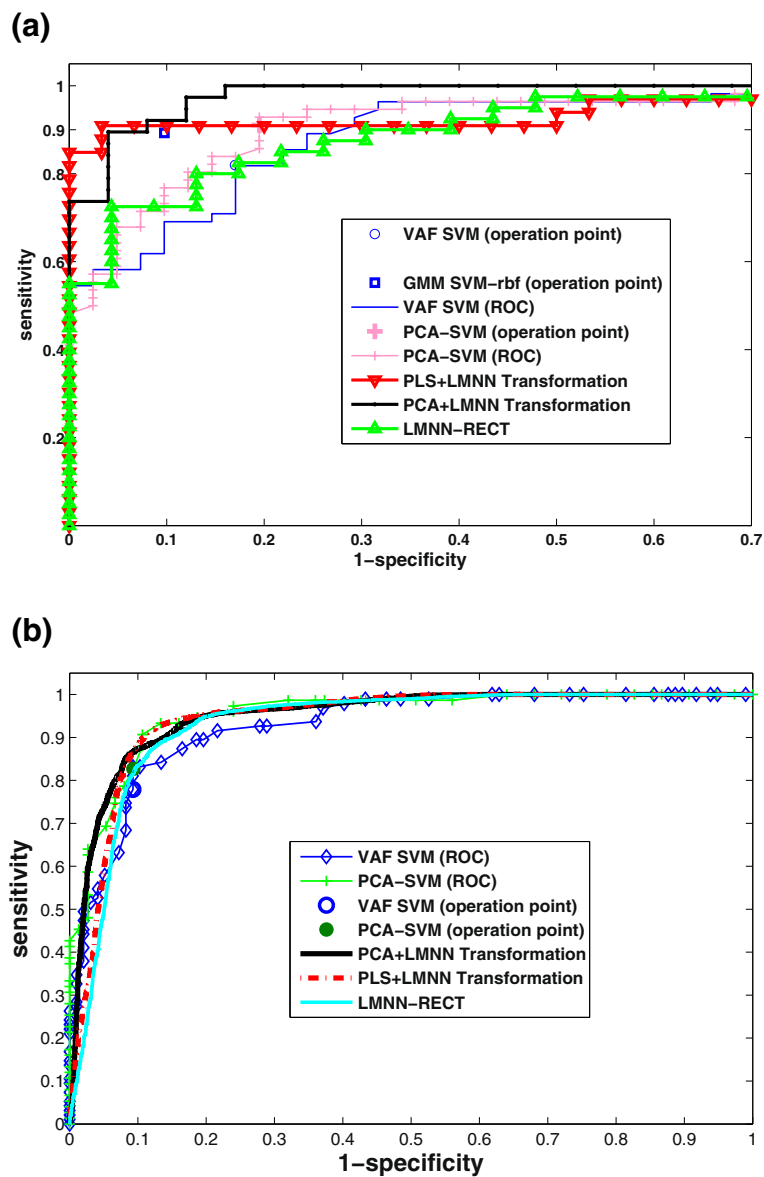 (a)
1
0.9
0.8
0.7
0.6
0.5
0.4
0.2
sensitivity
VAF SVM (operation point)
GMM SVM-rbf (operation point)
VAF SVM (ROC)
PCA-SVM (operation point)
PCA-SVM (ROC)
PLS+LMNN Transformation
PCA+LMNN Transformation
LMNN-RECT
0 0.1 0.2 0.3 0.4 0.5 0.6 0.7
1-specificity
(b)
1
0.9
0.8
0.7
0.6
0.5
0.4
0.3
0.2
0.1
0
sensitivity
VAF SVM (ROC)
PCA-SVM (ROC)
VAF SVM (operation point)
PCA-SVM (operation point)
PCA+LMNN Transformation
PLS+LMNN Transformation
LMNN-RECT
0 0.1 0.2 0.3 0.4 0.5 0.6 0.7 0.8 0.9 1
1-specificity